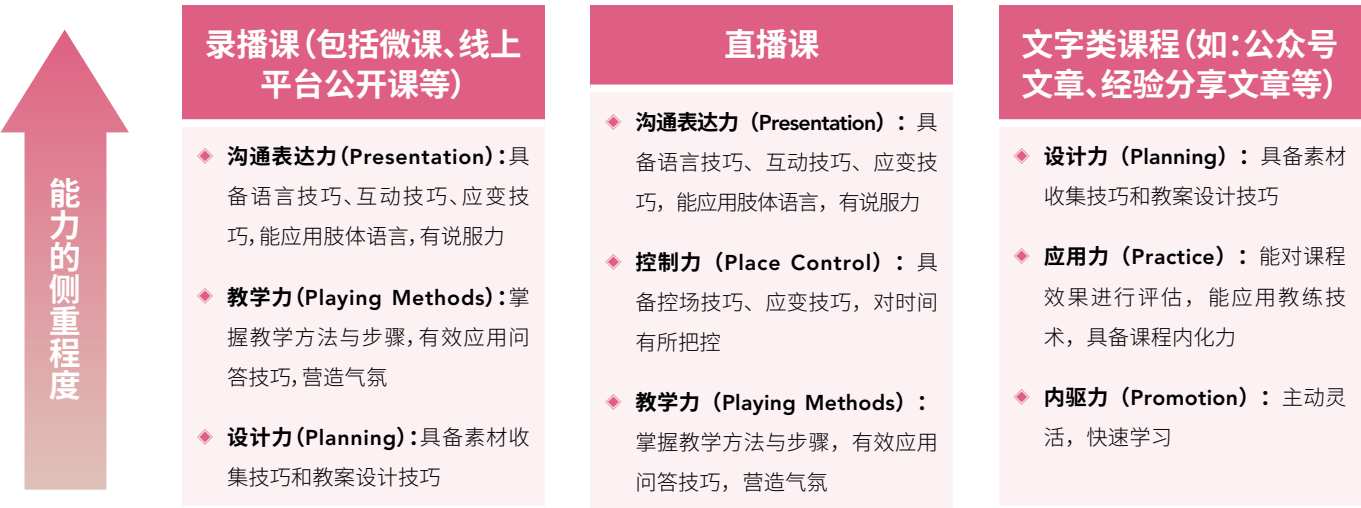 能力的侧重程度
录播课（包括微课、线上
平台公开课等）
沟通表达力（Presentation）：具
备语言技巧、互动技巧、应变技
巧，能应用肢体语言，有说服力
教学力（Playing Methods）：掌
握教学方法与步骤，有效应用问
答技巧，营造气氛
设计力（Planning）：具备素材收
集技巧和教案设计技巧
直播课
沟通表达力（Presentation）：具
备语言技巧、互动技巧、应变技
巧，能应用肢体语言，有说服力
控制力（Place Control）：具
备控场技巧、应变技巧，对时间
有所把控
教学力（Playing Methods）：
掌握教学方法与步骤，有效应用
问答技巧，营造气氛
文字类课程（如：公众号
文章、经验分享文章等）
设计力（Planning）：具备素材
收集技巧和教案设计技巧
应用力（Practice）：能对课程
效果进行评估，能应用教练技
术，具备课程内化力
内驱力（Promotion）：主动灵
活，快速学习